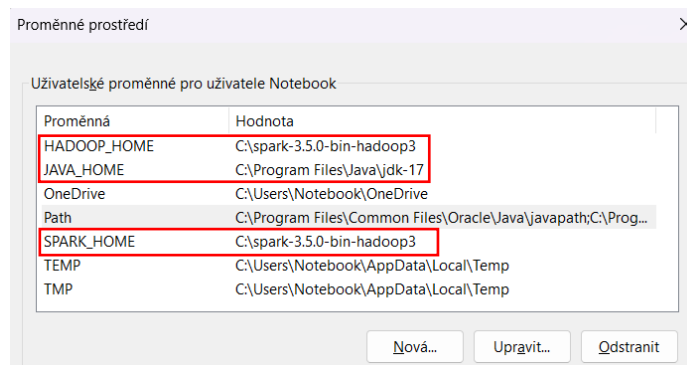 Proměnné prostředí
Uživatelské proměnné pro uživatele Notebook
Proměnná Hodnota
HADOOP_HOME C:\spark-3.5.0-bin-hadoop3
JAVA_HOME C:\Program Files\Java\jdk-17
OneDrive C:\Users\Notebook\OneDrive
Path C:\Program Files\Common Files\Oracle\Java\javapath;C:\Prog...
SPARK_HOME C:\spark-3.5.0-bin-hadoop3
TEMP C:\Users\Notebook\AppData\Local\Temp
TMP C:\Users\Notebook\AppData\Local\Temp
Nová... Upravit... Odstranit